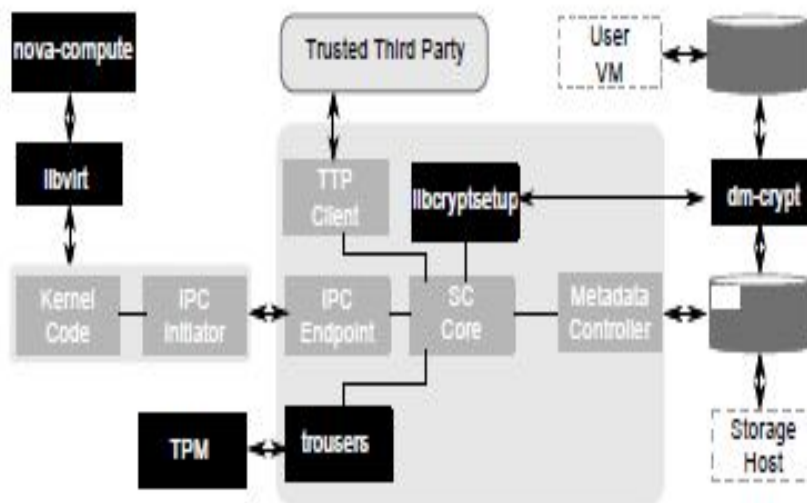 nova-compute
Trusted Third Party
User
VM
libvirt
TTP
Client
libcryptsetup
dm-crypt
Kernel
Code
IPC
Initiator
IPC
Endpoint
SC
Core
Metadata
Controller
TPM
trousers
Storage
Host